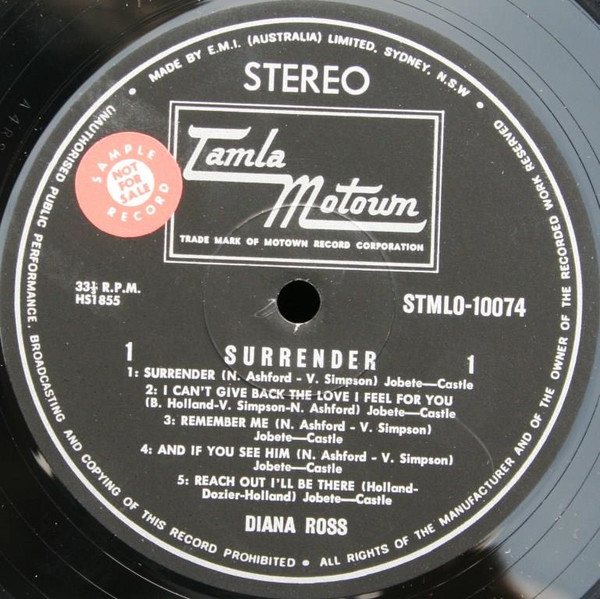 MADE BY E.M.I. (AUSTRALIA) LIMITED. SYDNEY, N.S.W •
STEREO
Tamla
Motown
TRADE MARK OF MOTOWN RECORD CORPORATION
SAMPLE
NOT
FOR
SALE
RECORD
33⅓ R.P.M.
HS1855
STMLO-10074
1 SURRENDER 1
1: SURRENDER (N. Ashford - V. Simpson) Jobete—Castle
2: I CAN'T GIVE BACK THE LOVE I FEEL FOR YOU
(B. Holland-V. Simpson-N. Ashford) Jobete—Castle
3: REMEMBER ME (N. Ashford - V. Simpson)
Jobete—Castle
4: AND IF YOU SEE HIM (N. Ashford - V. Simpson)
Jobete—Castle
5: REACH OUT I'LL BE THERE (Holland-
Dozier-Holland) Jobete—Castle
DIANA ROSS
UNAUTHORISED PUBLIC PERFORMANCE, BROADCASTING AND COPYING OF THIS RECORD PROHIBITED • ALL RIGHTS OF THE MANUFACTURER AND OF THE OWNER OF THE RECORDED WORK RESERVED